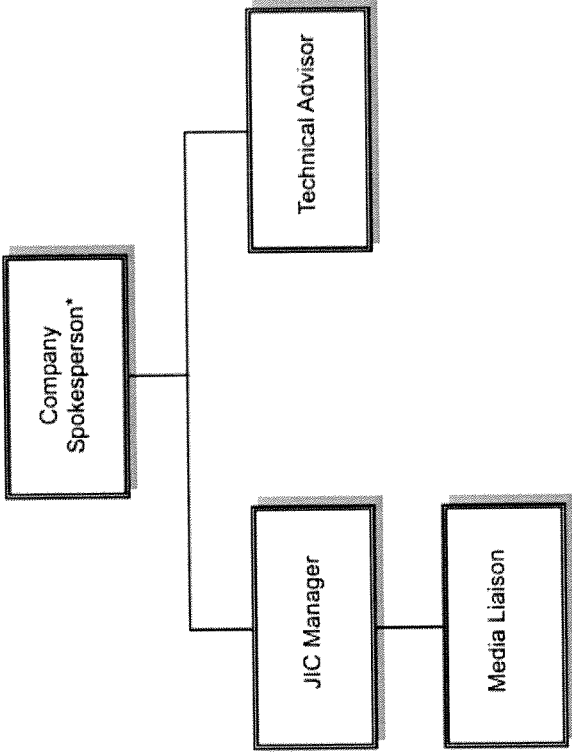 Company
Spokesperson*
JIC Manager
Technical Advisor
Media Liaison